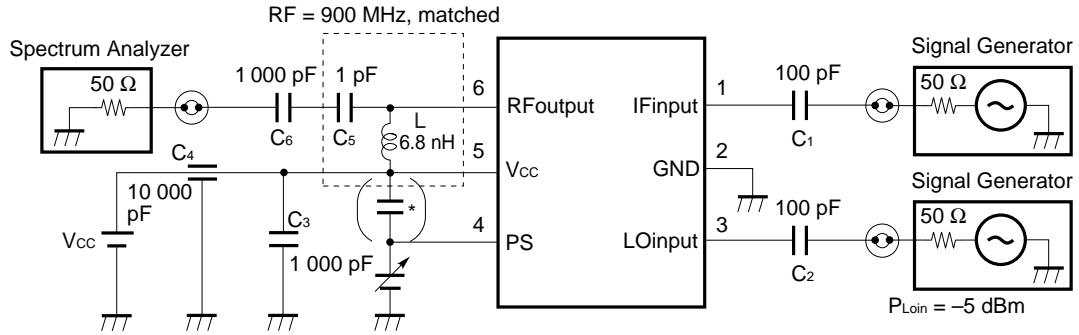 RF = 900 MHz, matched
Spectrum Analyzer
50 Ω
1 000 pF
C6
1 pF
C5
L
6.8 nH
6
RFoutput
5
VCC
4
PS
IFinput
1
GND
2
LOinput
3
100 pF
C1
Signal Generator
50 Ω
100 pF
C2
Signal Generator
50 Ω
PLoin = –5 dBm
C4
10 000
pF
VCC
C3
1 000 pF
*